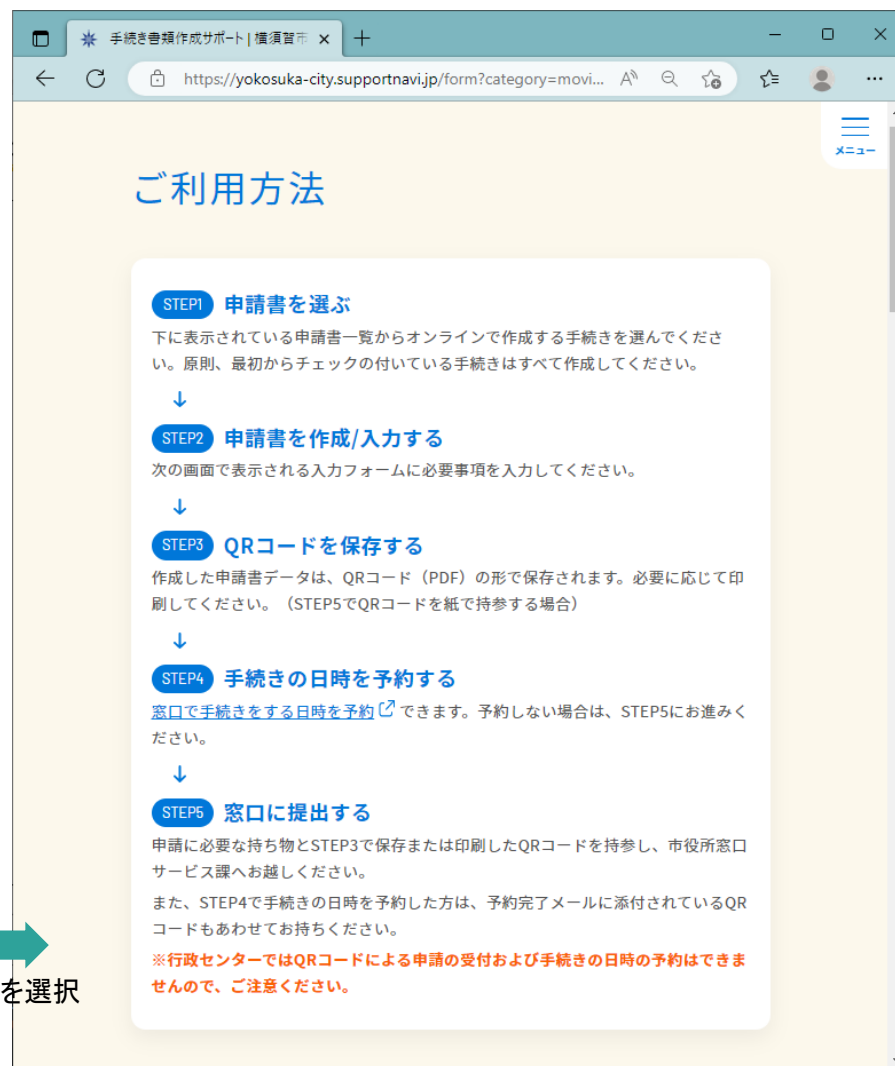 手続き書類作成サポート | 横須賀市
https://yokosuka-city.supportnavi.jp/form?category=movi...
メニュー
ご利用方法
STEP1 申請書を選ぶ
下に表示されている申請書一覧からオンラインで作成する手続きを選んでくださ
い。原則、最初からチェックの付いている手続きはすべて作成してください。
↓
STEP2 申請書を作成/入力する
次の画面で表示される入力フォームに必要事項を入力してください。
↓
STEP3 QRコードを保存する
作成した申請書データは、QRコード（PDF）の形で保存されます。必要に応じて印
刷してください。（STEP5でQRコードを紙で持参する場合）
↓
STEP4 手続きの日時を予約する
窓口で手続きをする日時を予約 できます。予約しない場合は、STEP5にお進みく
ださい。
↓
STEP5 窓口に提出する
申請に必要な持ち物とSTEP3で保存または印刷したQRコードを持参し、市役所窓口
サービス課へお越しください。
また、STEP4で手続きの日時を予約した方は、予約完了メールに添付されているQR
コードもあわせてお持ちください。
※行政センターではQRコードによる申請の受付および手続きの日時の予約はできま
せんので、ご注意ください。
を選択